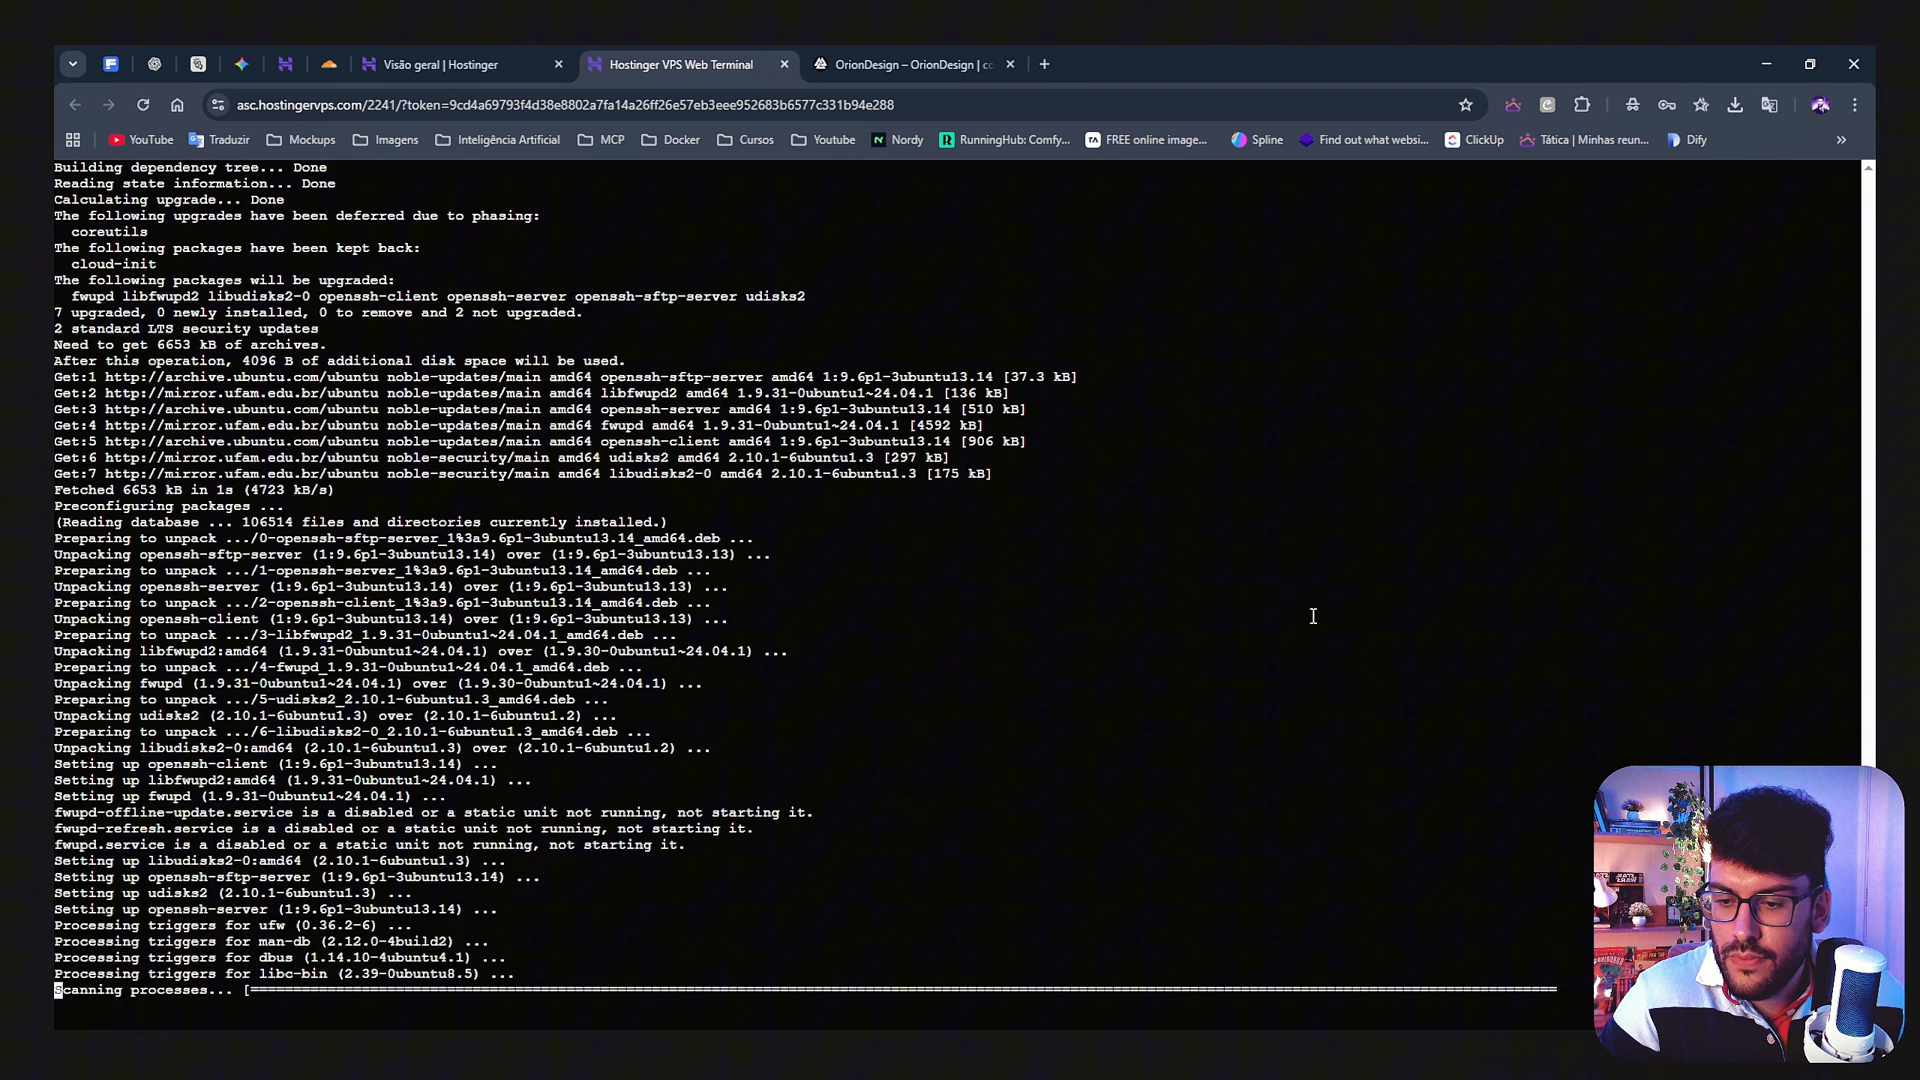 Visão geral | Hostinger
Hostinger VPS Web Terminal
OrionDesign – OrionDesign | co
asc.hostingervps.com/2241/?token=9cd4a69793f4d38e8802a7fa14a26ff26e57eb3eee952683b6577c331b94e288
YouTube
Traduzir
Mockups
Imagens
Inteligência Artificial
MCP
Docker
Cursos
Youtube
Nordy
RunningHub: Comfy...
FREE online image...
Spline
Find out what websi...
ClickUp
Tática | Minhas reun...
Dify
Building dependency tree... Done
Reading state information... Done
Calculating upgrade... Done
The following upgrades have been deferred due to phasing:
coreutils
The following packages have been kept back:
cloud-init
The following packages will be upgraded:
fwupd libfwupd2 libudisks2-0 openssh-client openssh-server openssh-sftp-server udisks2
7 upgraded, 0 newly installed, 0 to remove and 2 not upgraded.
2 standard LTS security updates
Need to get 6653 kB of archives.
After this operation, 4096 B of additional disk space will be used.
Get:1 http://archive.ubuntu.com/ubuntu noble-updates/main amd64 openssh-sftp-server amd64 1:9.6p1-3ubuntu13.14 [37.3 kB]
Get:2 http://mirror.ufam.edu.br/ubuntu noble-updates/main amd64 libfwupd2 amd64 1.9.31-0ubuntu1~24.04.1 [136 kB]
Get:3 http://archive.ubuntu.com/ubuntu noble-updates/main amd64 openssh-server amd64 1:9.6p1-3ubuntu13.14 [510 kB]
Get:4 http://mirror.ufam.edu.br/ubuntu noble-updates/main amd64 fwupd amd64 1.9.31-0ubuntu1~24.04.1 [4592 kB]
Get:5 http://archive.ubuntu.com/ubuntu noble-updates/main amd64 openssh-client amd64 1:9.6p1-3ubuntu13.14 [906 kB]
Get:6 http://mirror.ufam.edu.br/ubuntu noble-security/main amd64 udisks2 amd64 2.10.1-6ubuntu1.3 [297 kB]
Get:7 http://mirror.ufam.edu.br/ubuntu noble-security/main amd64 libudisks2-0 amd64 2.10.1-6ubuntu1.3 [175 kB]
Fetched 6653 kB in 1s (4723 kB/s)
Preconfiguring packages ...
(Reading database ... 106514 files and directories currently installed.)
Preparing to unpack .../0-openssh-sftp-server_1%3a9.6p1-3ubuntu13.14_amd64.deb ...
Unpacking openssh-sftp-server (1:9.6p1-3ubuntu13.14) over (1:9.6p1-3ubuntu13.13) ...
Preparing to unpack .../1-openssh-server_1%3a9.6p1-3ubuntu13.14_amd64.deb ...
Unpacking openssh-server (1:9.6p1-3ubuntu13.14) over (1:9.6p1-3ubuntu13.13) ...
Preparing to unpack .../2-openssh-client_1%3a9.6p1-3ubuntu13.14_amd64.deb ...
Unpacking openssh-client (1:9.6p1-3ubuntu13.14) over (1:9.6p1-3ubuntu13.13) ...
Preparing to unpack .../3-libfwupd2_1.9.31-0ubuntu1~24.04.1_amd64.deb ...
Unpacking libfwupd2:amd64 (1.9.31-0ubuntu1~24.04.1) over (1.9.30-0ubuntu1~24.04.1) ...
Preparing to unpack .../4-fwupd_1.9.31-0ubuntu1~24.04.1_amd64.deb ...
Unpacking fwupd (1.9.31-0ubuntu1~24.04.1) over (1.9.30-0ubuntu1~24.04.1) ...
Preparing to unpack .../5-udisks2_2.10.1-6ubuntu1.3_amd64.deb ...
Unpacking udisks2 (2.10.1-6ubuntu1.3) over (2.10.1-6ubuntu1.2) ...
Preparing to unpack .../6-libudisks2-0_2.10.1-6ubuntu1.3_amd64.deb ...
Unpacking libudisks2-0:amd64 (2.10.1-6ubuntu1.3) over (2.10.1-6ubuntu1.2) ...
Setting up openssh-client (1:9.6p1-3ubuntu13.14) ...
Setting up libfwupd2:amd64 (1.9.31-0ubuntu1~24.04.1) ...
Setting up fwupd (1.9.31-0ubuntu1~24.04.1) ...
fwupd-offline-update.service is a disabled or a static unit not running, not starting it.
fwupd-refresh.service is a disabled or a static unit not running, not starting it.
fwupd.service is a disabled or a static unit not running, not starting it.
Setting up libudisks2-0:amd64 (2.10.1-6ubuntu1.3) ...
Setting up openssh-sftp-server (1:9.6p1-3ubuntu13.14) ...
Setting up udisks2 (2.10.1-6ubuntu1.3) ...
Setting up openssh-server (1:9.6p1-3ubuntu13.14) ...
Processing triggers for ufw (0.36.2-6) ...
Processing triggers for man-db (2.12.0-4build2) ...
Processing triggers for dbus (1.14.10-4ubuntu4.1) ...
Processing triggers for libc-bin (2.39-0ubuntu8.5) ...
Scanning processes... [==========